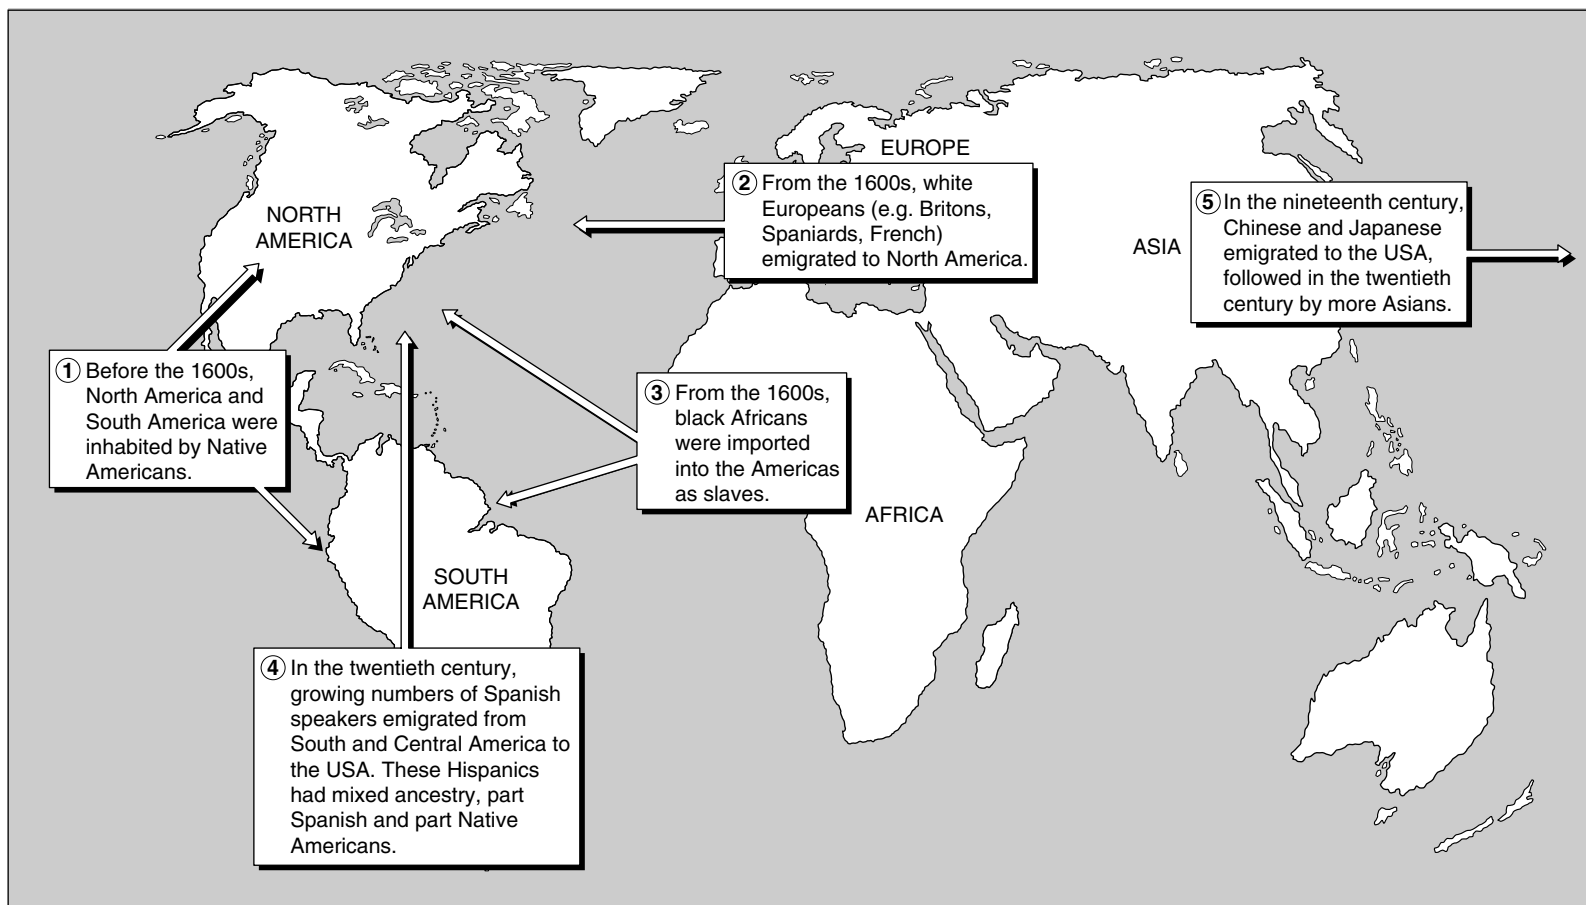 NORTH
AMERICA
EUROPE
ASIA
AFRICA
SOUTH
AMERICA
1 Before the 1600s,
North America and
South America were
inhabited by Native
Americans.
2 From the 1600s, white
Europeans (e.g. Britons,
Spaniards, French)
emigrated to North America.
3 From the 1600s,
black Africans
were imported
into the Americas
as slaves.
4 In the twentieth century,
growing numbers of Spanish
speakers emigrated from
South and Central America to
the USA. These Hispanics
had mixed ancestry, part
Spanish and part Native
Americans.
5 In the nineteenth century,
Chinese and Japanese
emigrated to the USA,
followed in the twentieth
century by more Asians.